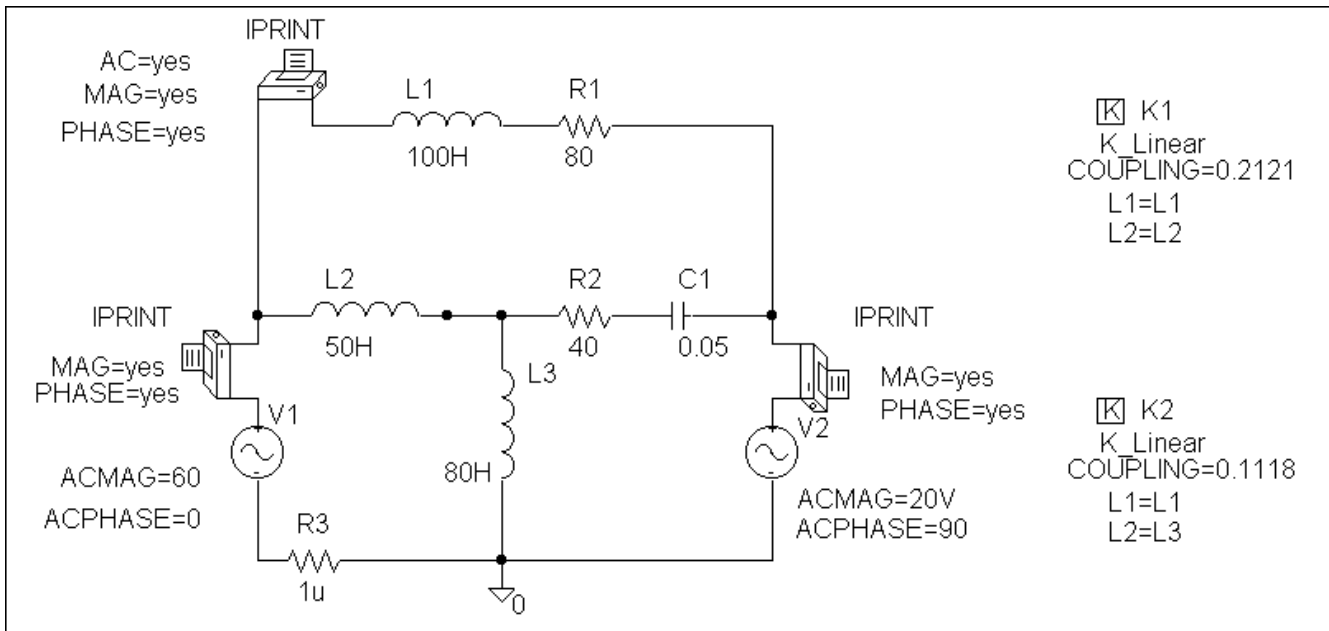 IPRINT
AC=yes
MAG=yes
PHASE=yes
L1
100H
R1
80
K K1
K_Linear
COUPLING=0.2121
L1=L1
L2=L2
L2
50H
R2
40
C1
0.05
IPRINT
MAG=yes
PHASE=yes
IPRINT
MAG=yes
PHASE=yes
L3
80H
V1
ACMAG=60
ACPHASE=0
V2
ACMAG=20V
ACPHASE=90
K K2
K_Linear
COUPLING=0.1118
L1=L1
L2=L3
R3
1u
0